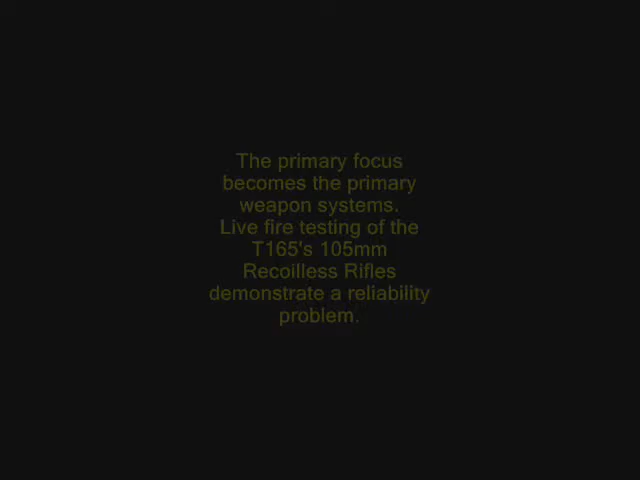 The primary focus
becomes the primary
weapon systems.
Live fire testing of the
T165's 105mm
Recoilless Rifles
demonstrate a reliability
problem.